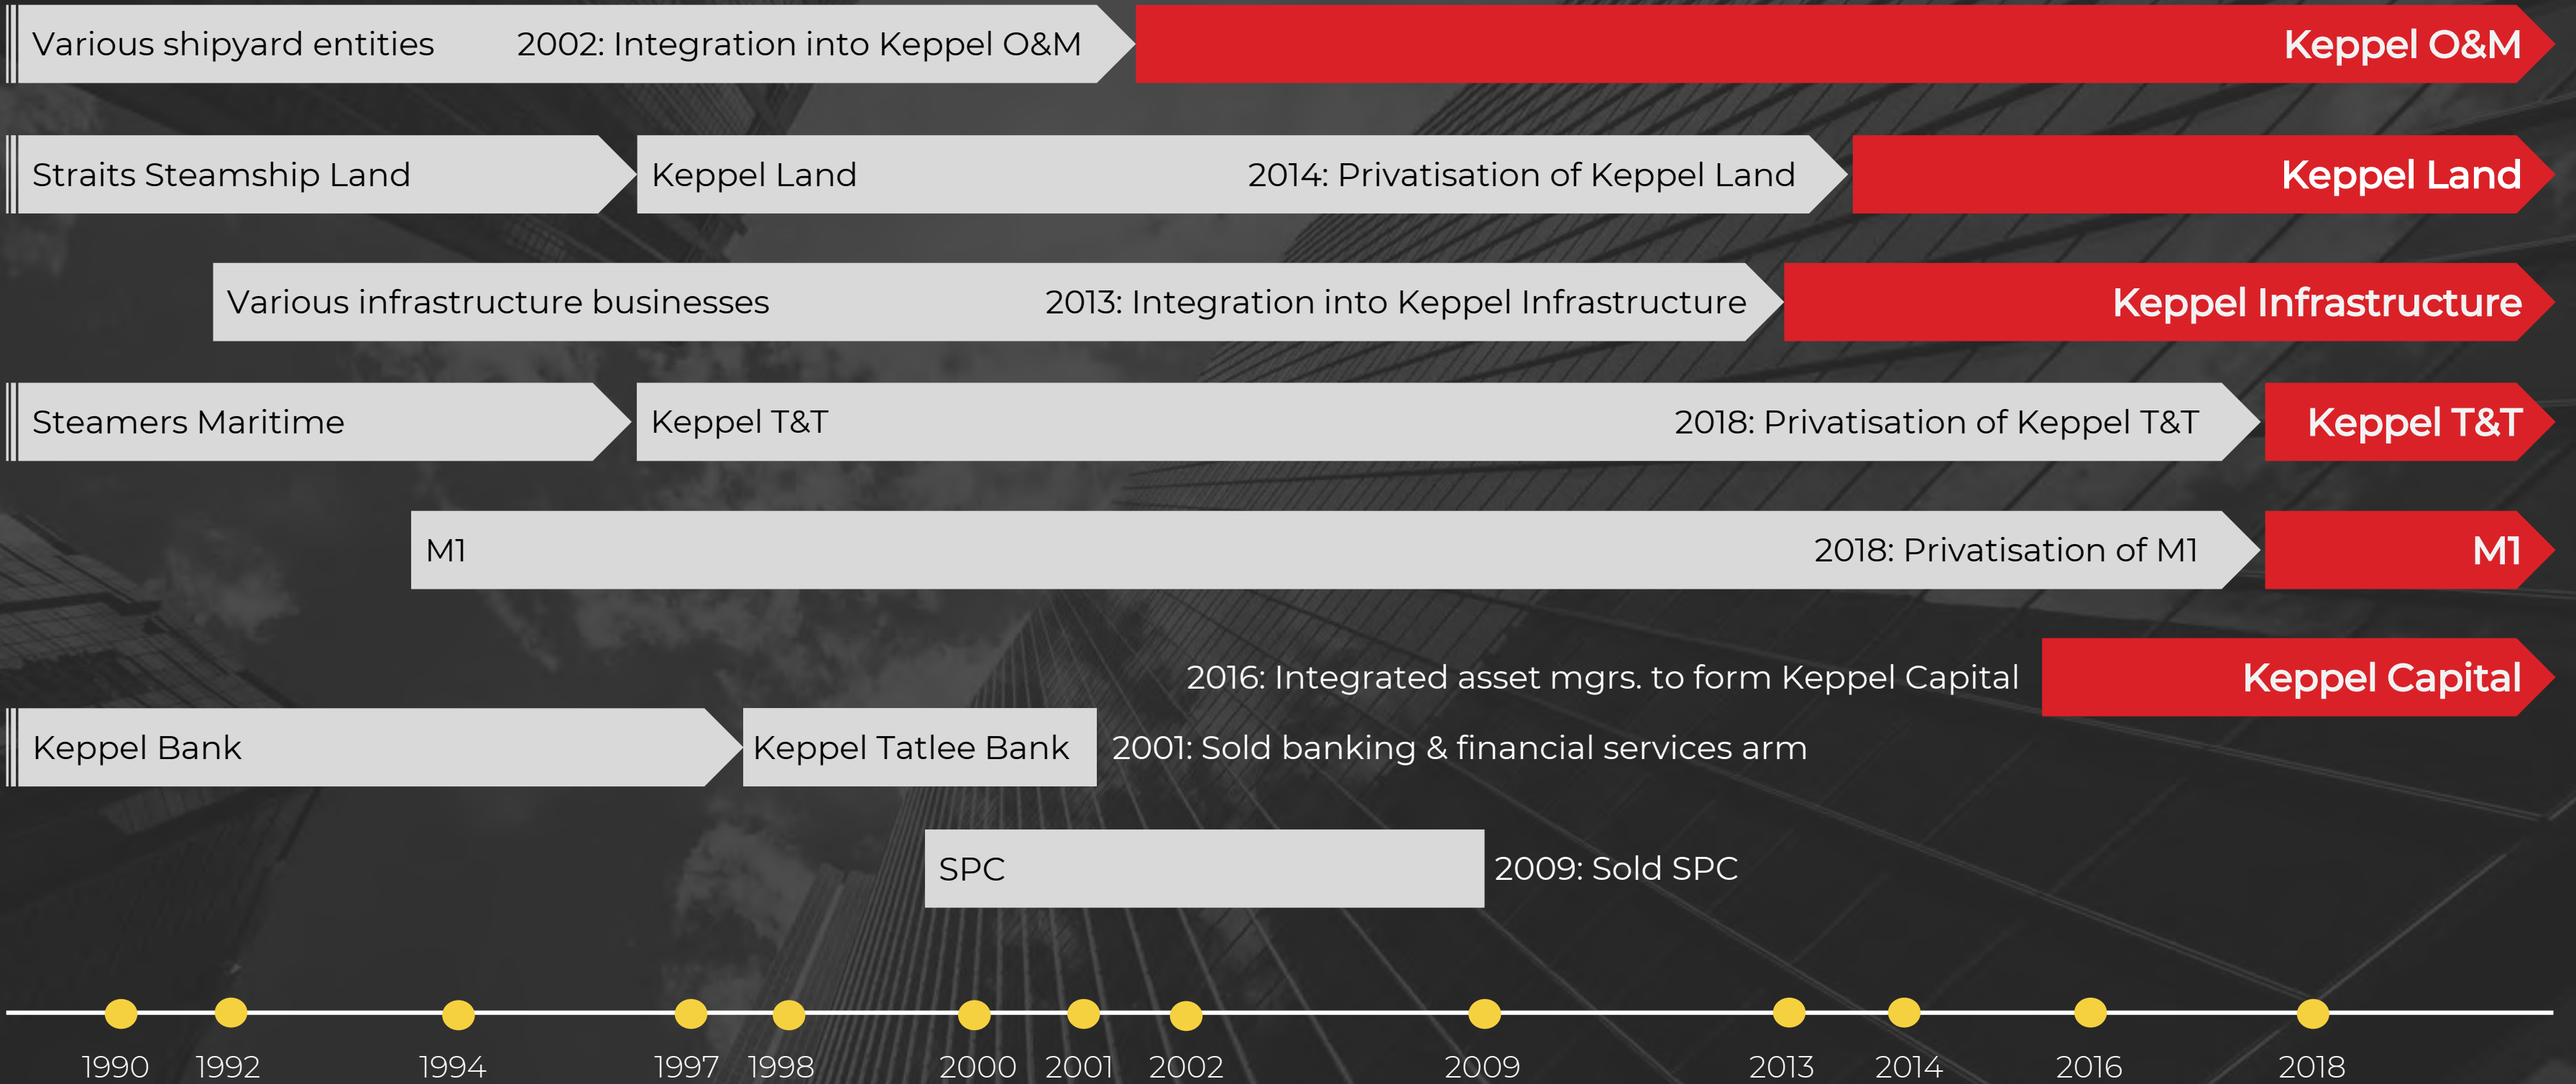 Various shipyard entities 2002: Integration into Keppel O&M Keppel O&M
Straits Steamship Land Keppel Land 2014: Privatisation of Keppel Land Keppel Land
Various infrastructure businesses 2013: Integration into Keppel Infrastructure Keppel Infrastructure
Steamers Maritime Keppel T&T 2018: Privatisation of Keppel T&T Keppel T&T
M1 2018: Privatisation of M1 M1
2016: Integrated asset mgrs. to form Keppel Capital Keppel Capital
Keppel Bank Keppel Tatlee Bank 2001: Sold banking & financial services arm
SPC 2009: Sold SPC
1990 1992 1994 1997 1998 2000 2001 2002 2009 2013 2014 2016 2018